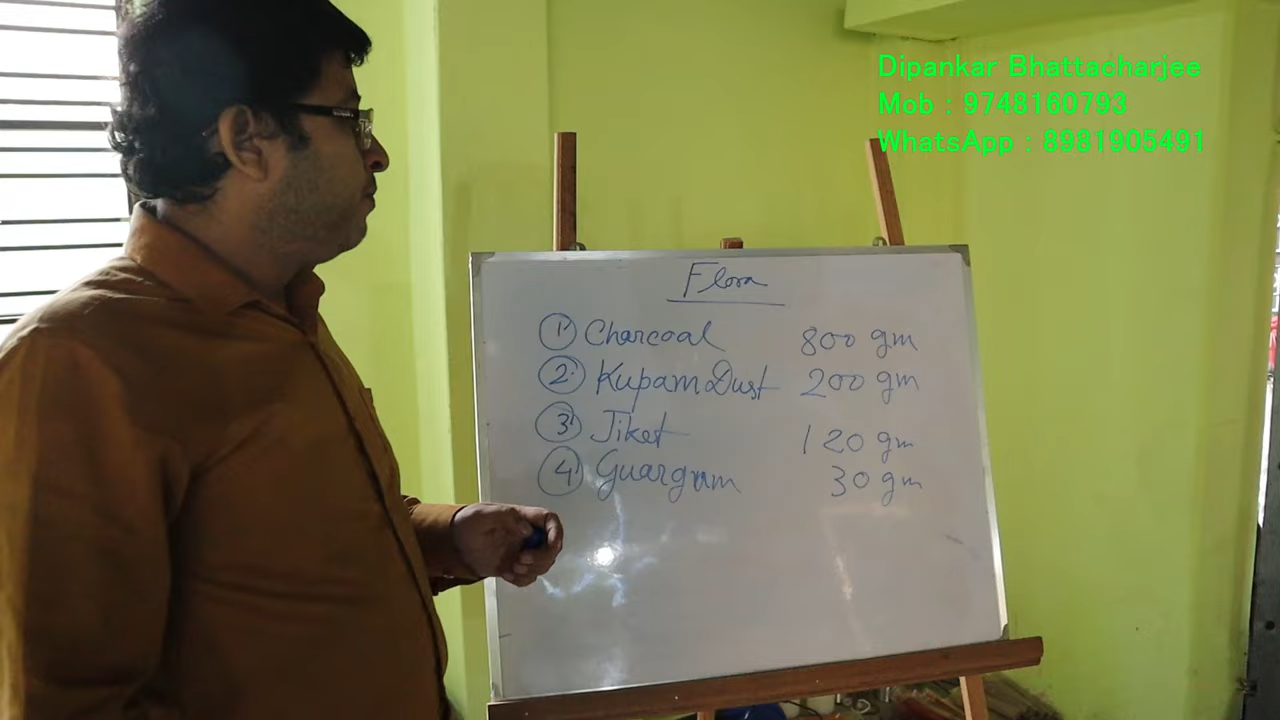 Dipankar Bhattacharjee
Mob : 9748160793
WhatsApp : 8981905491
Flora
1 Charcoal 800 gm
2 Kupam Dust 200 gm
3 Jiket 120 gm
4 Guargum 30 gm